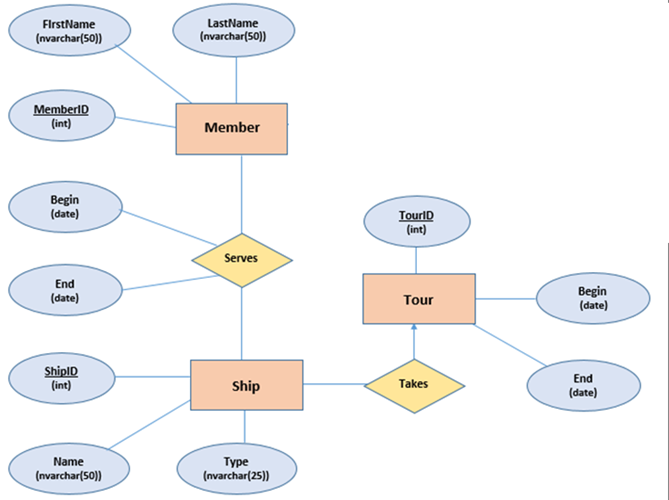 FIrstName
(nvarchar(50))
LastName
(nvarchar(50))
MemberID
(int)
Member
Begin
(date)
TourID
(int)
Serves
End
(date)
Tour
Begin
(date)
ShipID
(int)
Ship
Takes
End
(date)
Name
(nvarchar(50))
Type
(nvarchar(25))